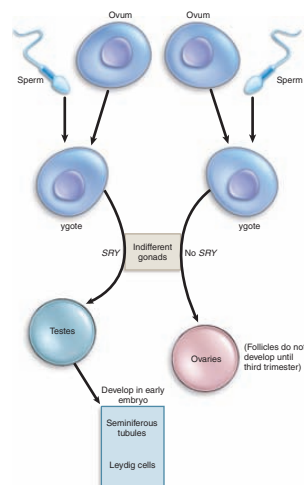 Ovum
Ovum
Sperm
Sperm
ygote
ygote
SRY
Indifferent
gonads
No SRY
Testes
Ovaries
(Follicles do not
develop until
third trimester)
Develop in early
embryo
Seminiferous
tubules
Leydig cells